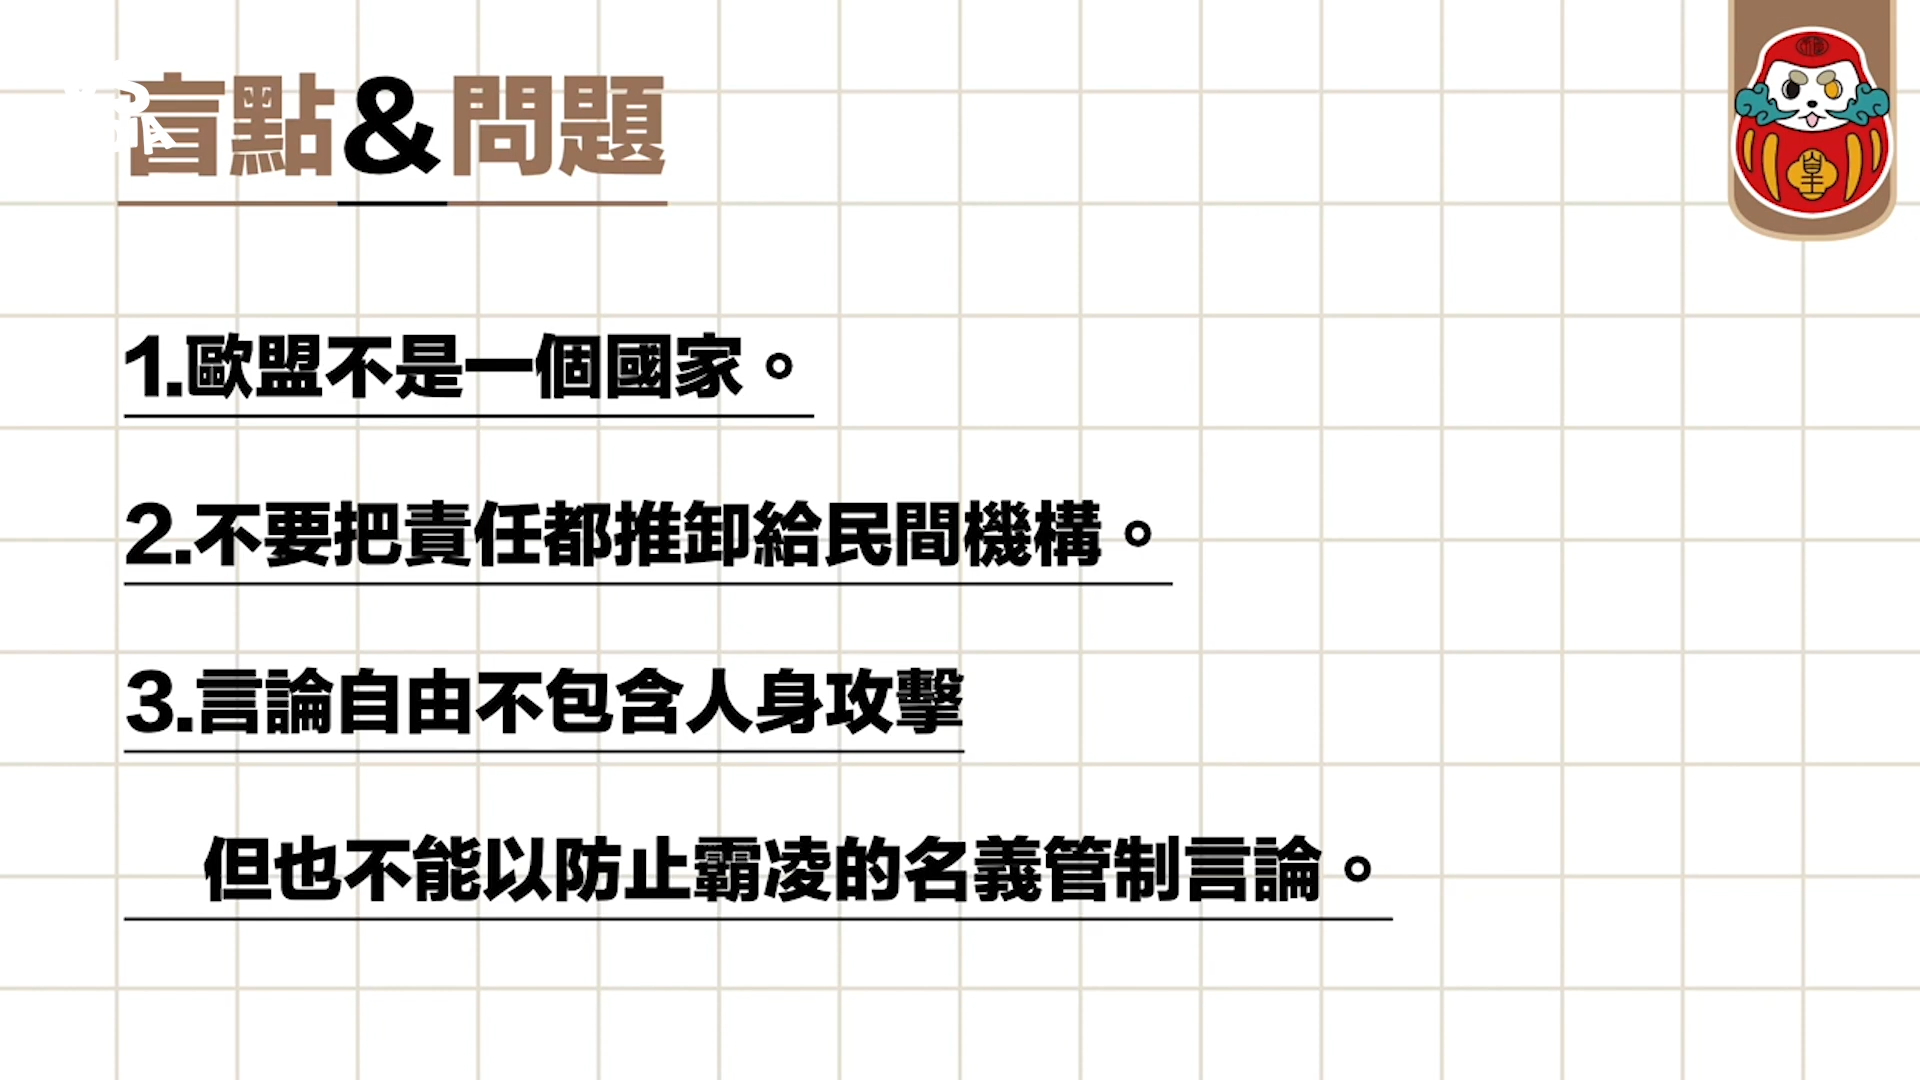 盲點&問題
1.歐盟不是一個國家。
2.不要把責任都推卸給民間機構。
3.言論自由不包含人身攻擊
但也不能以防止霸凌的名義管制言論。